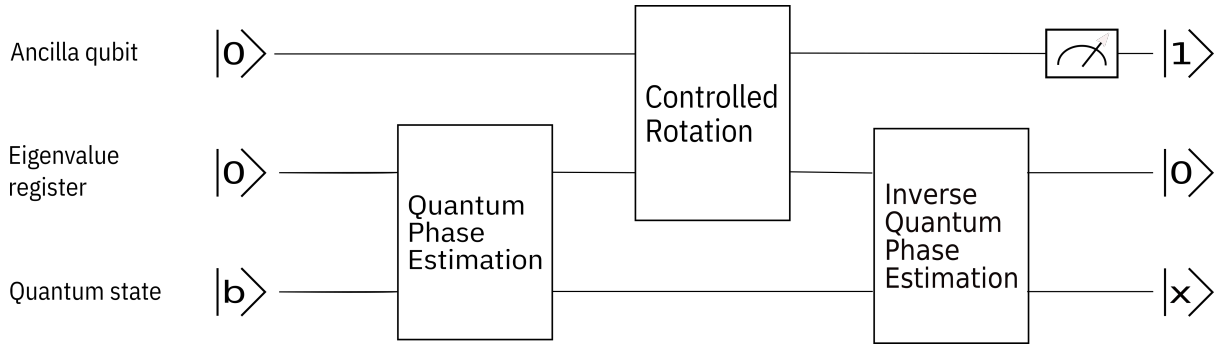 Ancilla qubit |0⟩ |1⟩
Controlled
Rotation
Eigenvalue
register |0⟩ |0⟩
Quantum
Phase
Estimation
Inverse
Quantum
Phase
Estimation
Quantum state |b⟩ |x⟩